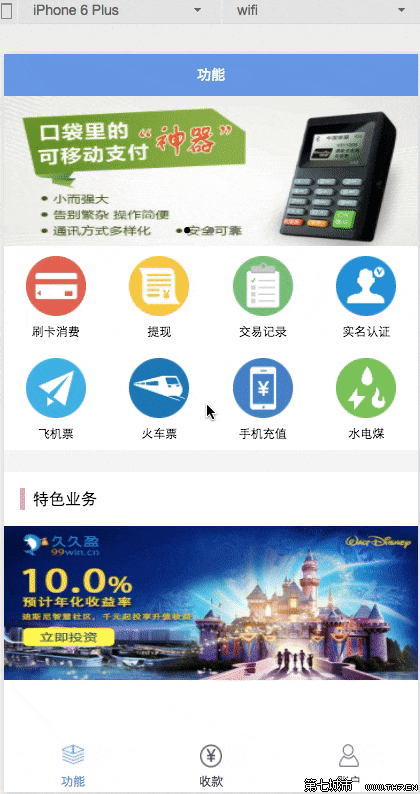 iPhone 6 Plus
wifi
功能
口袋里的“神器”
可移动支付
小而强大
告别繁杂 操作简便
通讯方式多样化
安全可靠
刷卡消费
提现
交易记录
实名认证
飞机票
火车票
手机充值
水电煤
特色业务
久久盈
99win.cn
WALT DISNEY
10.0%
预计年化收益率
迪斯尼智慧社区，千元起投享升值收益
立即投资
功能
收款
账户
第七城市 WWW.TH7.CN